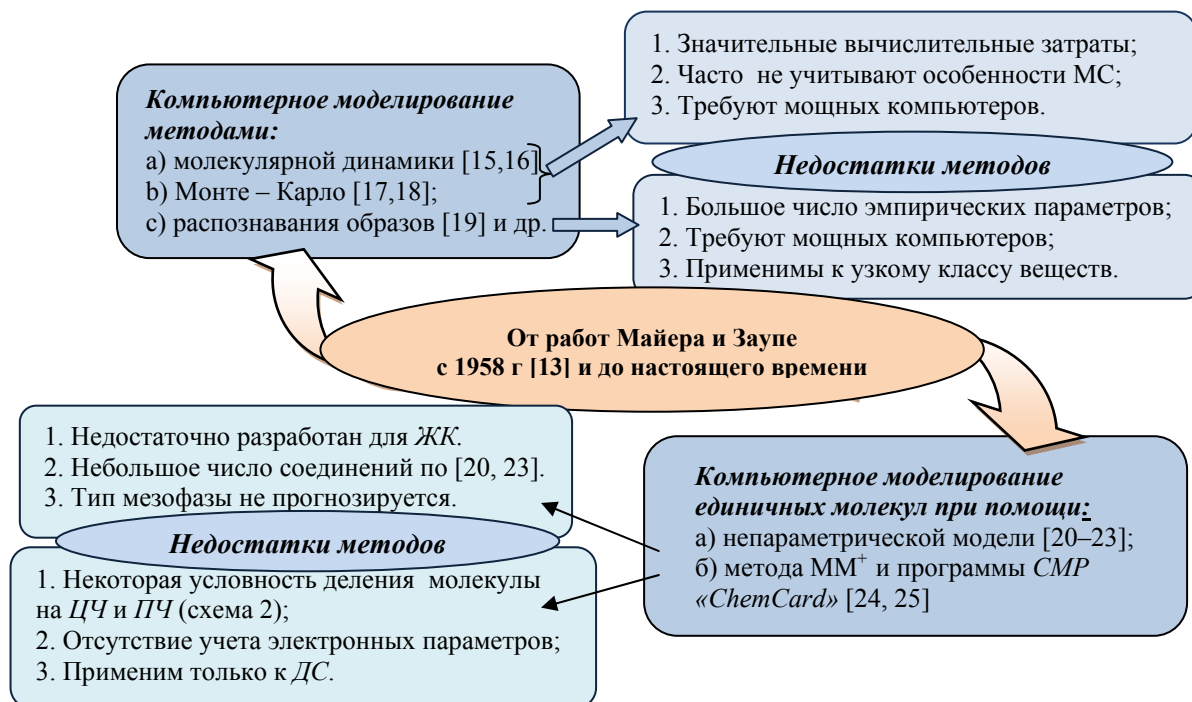 Компьютерное моделирование
методами:
а) молекулярной динамики [15,16]
b) Монте – Карло [17,18];
с) распознавания образов [19] и др.
1. Значительные вычислительные затраты;
2. Часто не учитывают особенности МС;
3. Требуют мощных компьютеров.
Недостатки методов
1. Большое число эмпирических параметров;
2. Требуют мощных компьютеров;
3. Применимы к узкому классу веществ.
От работ Майера и Заупе
с 1958 г [13] и до настоящего времени
1. Недостаточно разработан для ЖК.
2. Небольшое число соединений по [20, 23].
3. Тип мезофазы не прогнозируется.
Недостатки методов
1. Некоторая условность деления молекулы
на ЦЧ и ПЧ (схема 2);
2. Отсутствие учета электронных параметров;
3. Применим только к ДС.
Компьютерное моделирование
единичных молекул при помощи:
а) непараметрической модели [20–23];
б) метода ММ⁺ и программы CMP
«ChemCard» [24, 25]